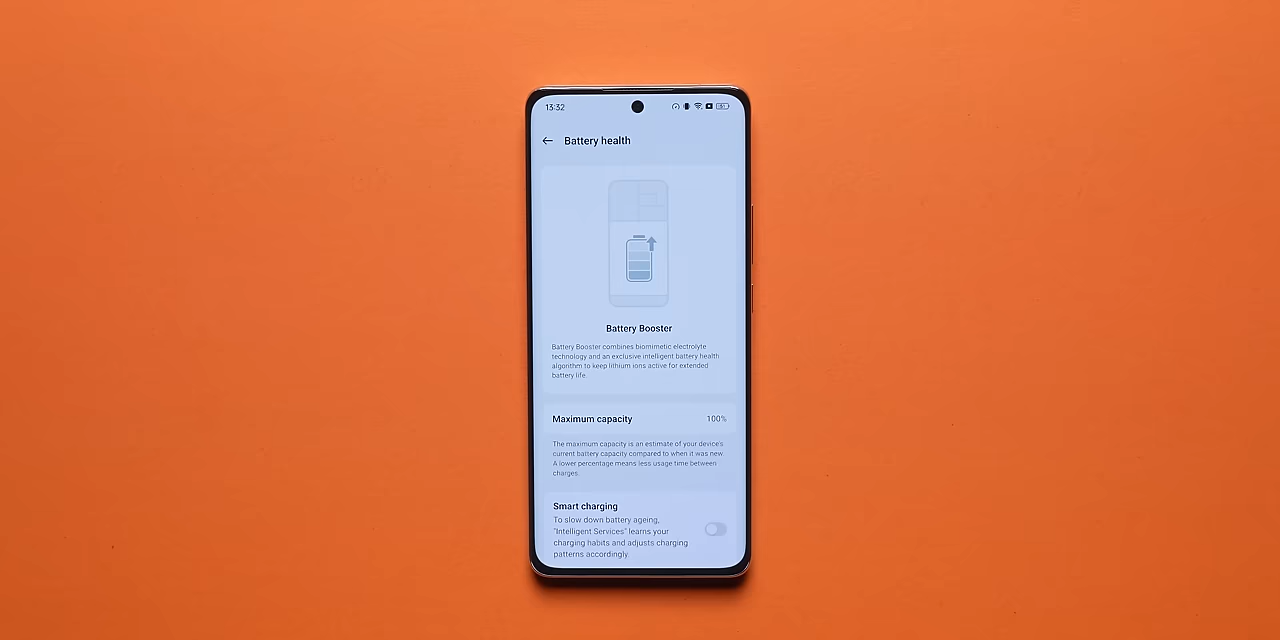 13:32
Battery health
Battery Booster
Battery Booster combines biomimetic electrolyte
technology and an exclusive intelligent battery health
algorithm to keep lithium ions active for extended
battery life.
Maximum capacity 100%
The maximum capacity is an estimate of your device's
current battery capacity compared to when it was new.
A lower percentage means less usage time between
charges.
Smart charging
To slow down battery ageing,
"Intelligent Services" learns your
charging habits and adjusts charging
patterns accordingly.